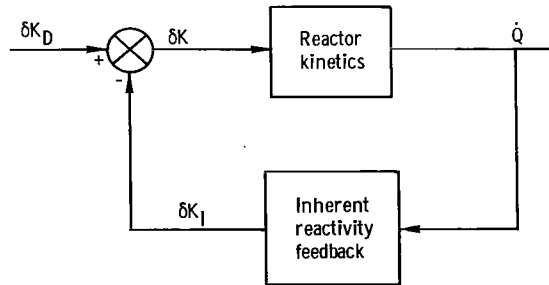 δK_D
+
-
δK
Reactor
kinetics
Q̇
δK_I
Inherent
reactivity
feedback